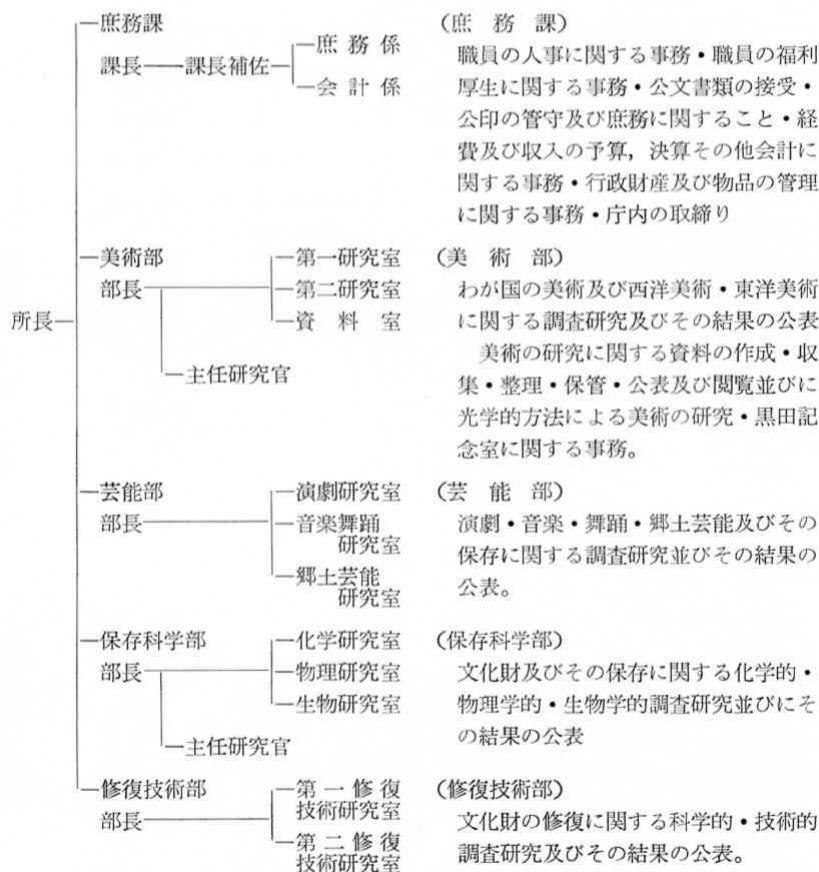 所長
庶務課
課長 課長補佐
庶務係
会計係
美術部
部長
第一研究室
第二研究室
資料室
主任研究官
芸能部
部長
演劇研究室
音楽舞踊
研究室
郷土芸能
研究室
保存科学部
部長
化学研究室
物理研究室
生物研究室
主任研究官
修復技術部
部長
第一修復
技術研究室
第二修復
技術研究室
(庶務課)
職員の人事に関する事務・職員の福利
厚生に関する事務・公文書類の接受・
公印の管守及び庶務に関すること・経
費及び収入の予算，決算その他会計に
関する事務・行政財産及び物品の管理
に関する事務・庁内の取締り
(美術部)
わが国の美術及び西洋美術・東洋美術
に関する調査研究及びその結果の公表
美術の研究に関する資料の作成・収
集・整理・保管・公表及び閲覧並びに
光学的方法による美術の研究・黒田記
念室に関する事務。
(芸能部)
演劇・音楽・舞踊・郷土芸能及びその
保存に関する調査研究並びその結果の
公表。
(保存科学部)
文化財及びその保存に関する化学的・
物理学的・生物学的調査研究並びにそ
の結果の公表
(修復技術部)
文化財の修復に関する科学的・技術的
調査研究及びその結果の公表。